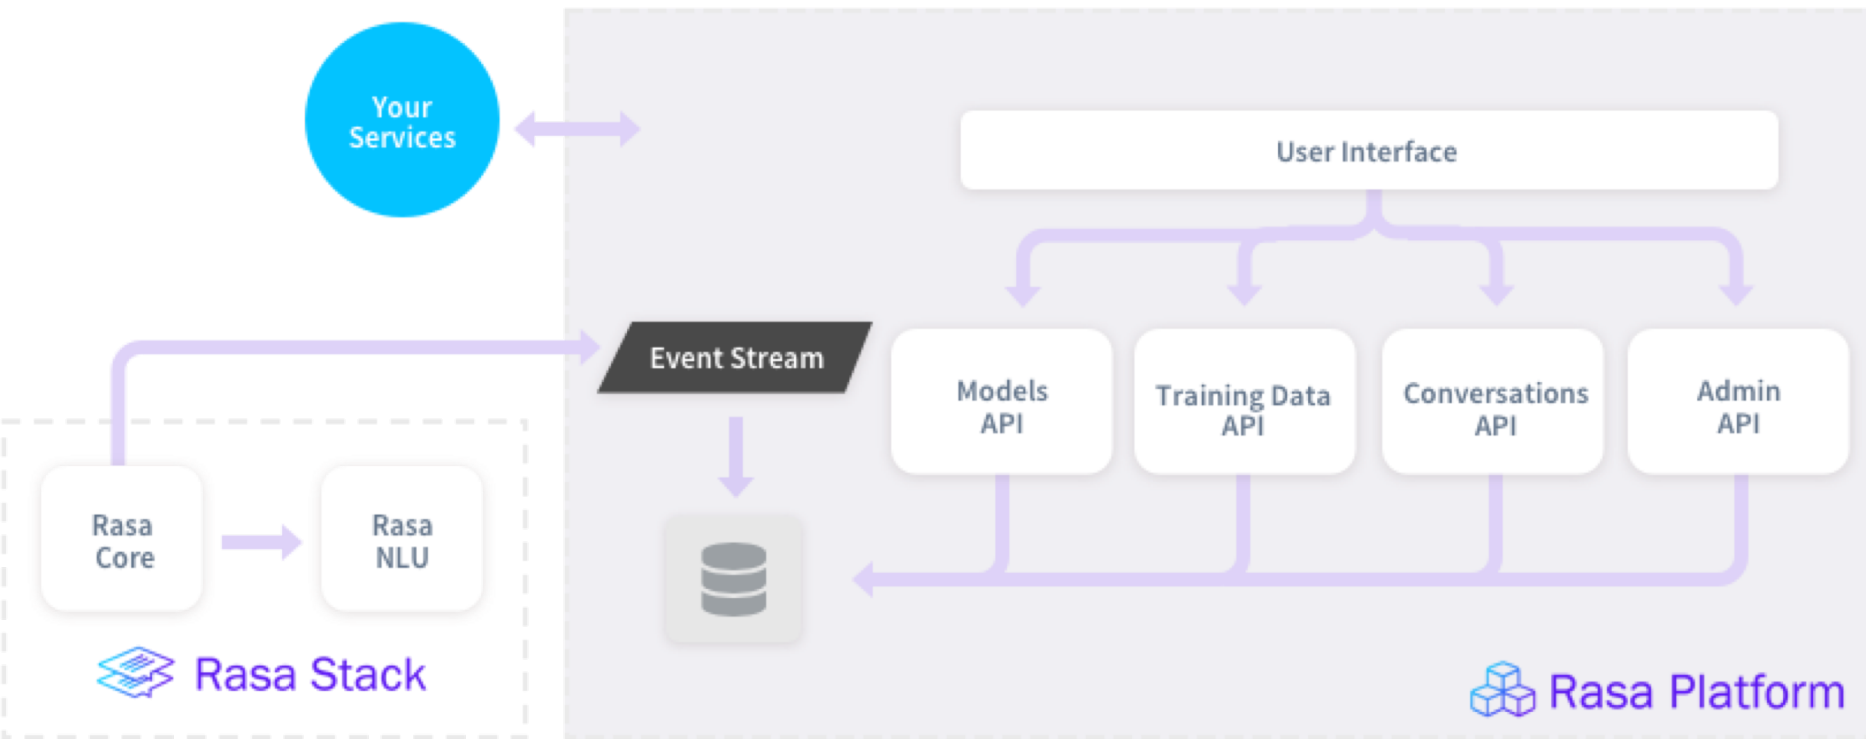 Your
Services
User Interface
Event Stream
Models
API
Training Data
API
Conversations
API
Admin
API
Rasa
Core
Rasa
NLU
Rasa Stack
Rasa Platform